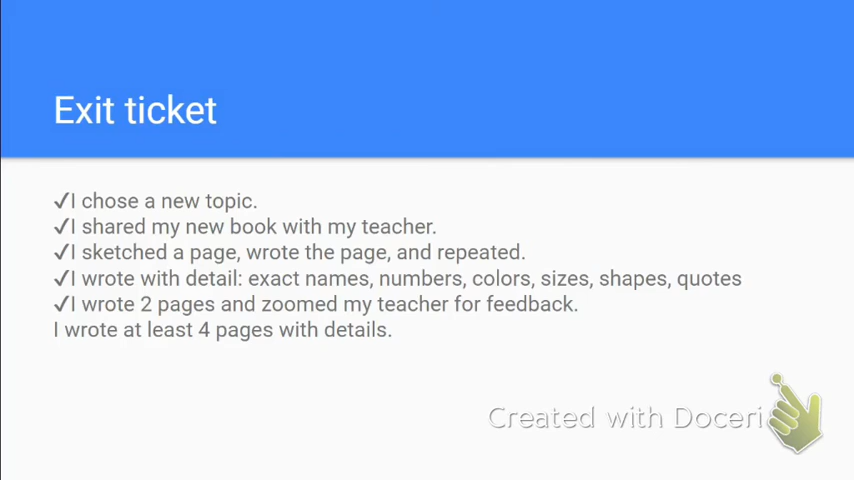 Exit ticket
✓I chose a new topic.
✓I shared my new book with my teacher.
✓I sketched a page, wrote the page, and repeated.
✓I wrote with detail: exact names, numbers, colors, sizes, shapes, quotes
✓I wrote 2 pages and zoomed my teacher for feedback.
I wrote at least 4 pages with details.
Created with Doceri